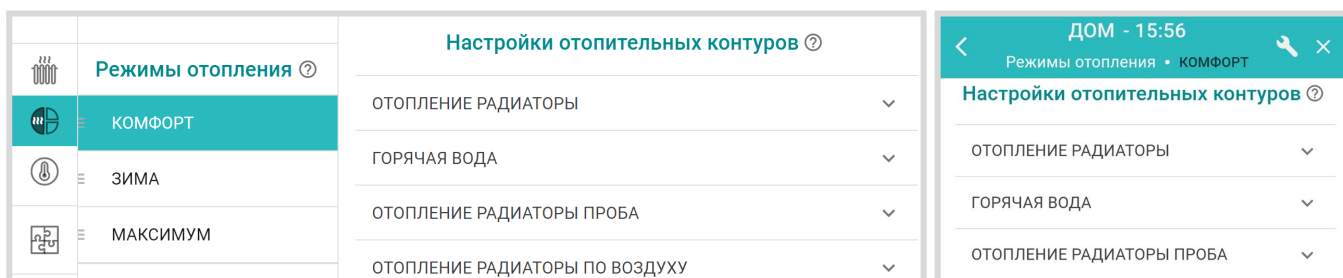 Режимы отопления ?
КОМФОРТ
ЗИМА
МАКСИМУМ
Настройки отопительных контуров ?
ОТОПЛЕНИЕ РАДИАТОРЫ
ГОРЯЧАЯ ВОДА
ОТОПЛЕНИЕ РАДИАТОРЫ ПРОБА
ОТОПЛЕНИЕ РАДИАТОРЫ ПО ВОЗДУХУ
ДОМ - 15:56
Режимы отопления • КОМФОРТ
Настройки отопительных контуров ?
ОТОПЛЕНИЕ РАДИАТОРЫ
ГОРЯЧАЯ ВОДА
ОТОПЛЕНИЕ РАДИАТОРЫ ПРОБА